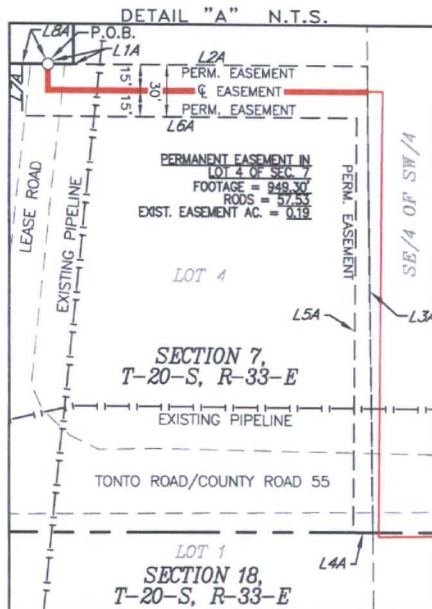 DETAIL "A" N.T.S.
L8A
P.O.B.
L1A
L2A
L7A
PERM. EASEMENT
15'
℄ EASEMENT
30'
15'
PERM. EASEMENT
L6A
PERMANENT EASEMENT IN
LOT 4 OF SEC. 7
FOOTAGE = 949.30'
RODS = 57.53
EXIST. EASEMENT AC. = 0.19
LEASE ROAD
EXISTING PIPELINE
PERM. EASEMENT
SE/4 OF SW/4
LOT 4
L5A
L3A
SECTION 7,
T-20-S, R-33-E
EXISTING PIPELINE
TONTO ROAD/COUNTY ROAD 55
LOT 1
L4A
SECTION 18,
T-20-S, R-33-E